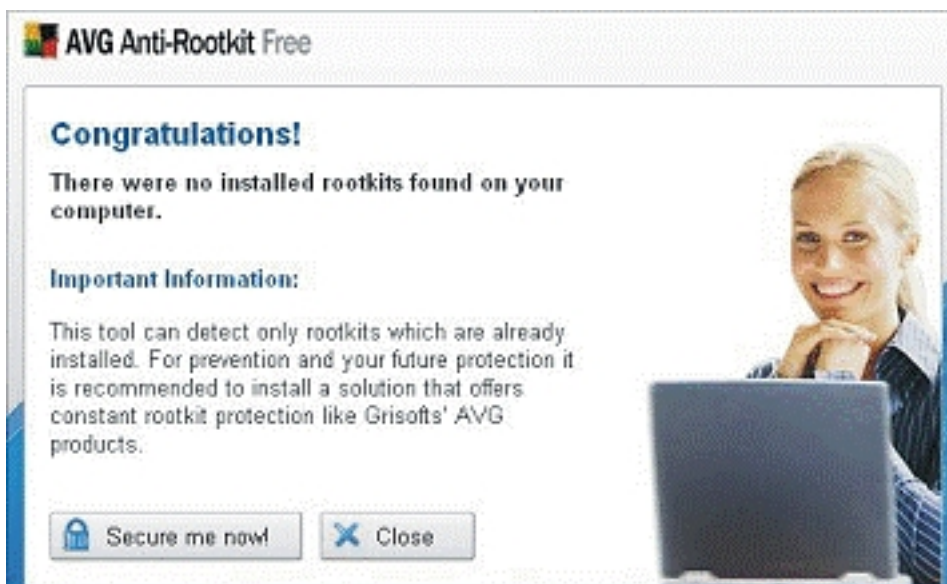 AVG Anti-Rootkit Free
Congratulations!
There were no installed rootkits found on your
computer.
Important Information:
This tool can detect only rootkits which are already
installed. For prevention and your future protection it
is recommended to install a solution that offers
constant rootkit protection like Grisofts' AVG
products.
Secure me now!
Close